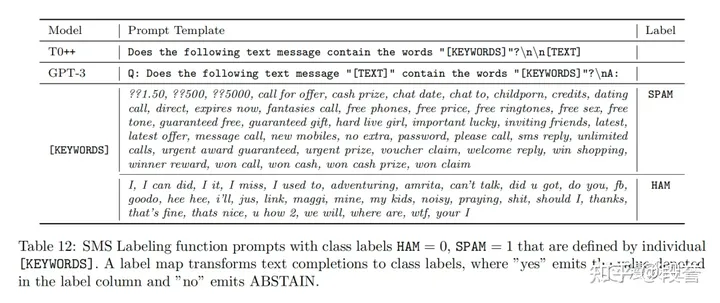 Model Prompt Template Label
T0++ Does the following text message contain the words "[KEYWORDS]"?\n\n[TEXT]
GPT-3 Q: Does the following text message "[TEXT]" contain the words "[KEYWORDS]"?\nA:
??1.50, ??500, ??5000, call for offer, cash prize, chat date, chat to, childporn, credits, dating SPAM
call, direct, expires now, fantasies call, free phones, free price, free ringtones, free sex, free
tone, guaranteed free, guaranteed gift, hard live girl, important lucky, inviting friends, latest,
latest offer, message call, new mobiles, no extra, password, please call, sms reply, unlimited
calls, urgent award guaranteed, urgent prize, voucher claim, welcome reply, win shopping,
[KEYWORDS] winner reward, won call, won cash, won cash prize, won claim
I, I can did, I it, I miss, I used to, adventuring, amrita, can't talk, did u got, do you, fb, HAM
goodo, hee hee, i'll, jus, link, maggi, mine, my kids, noisy, praying, shit, should I, thanks,
that's fine, thats nice, u how 2, we will, where are, wtf, your I
Table 12: SMS Labeling function prompts with class labels HAM = 0, SPAM = 1 that are defined by individual
[KEYWORDS]. A label map transforms text completions to class labels, where "yes" emits the value denoted
in the label column and "no" emits ABSTAIN.